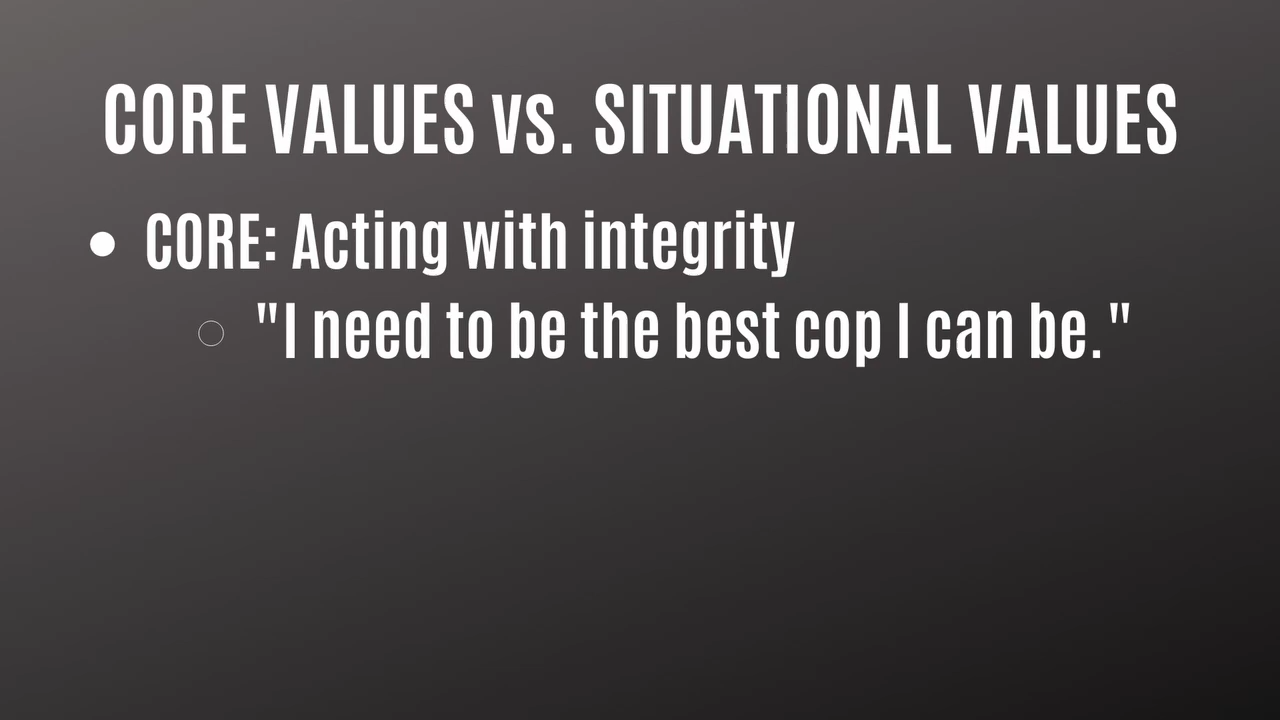 CORE VALUES vs. SITUATIONAL VALUES
• CORE: Acting with integrity
○ "I need to be the best cop I can be."